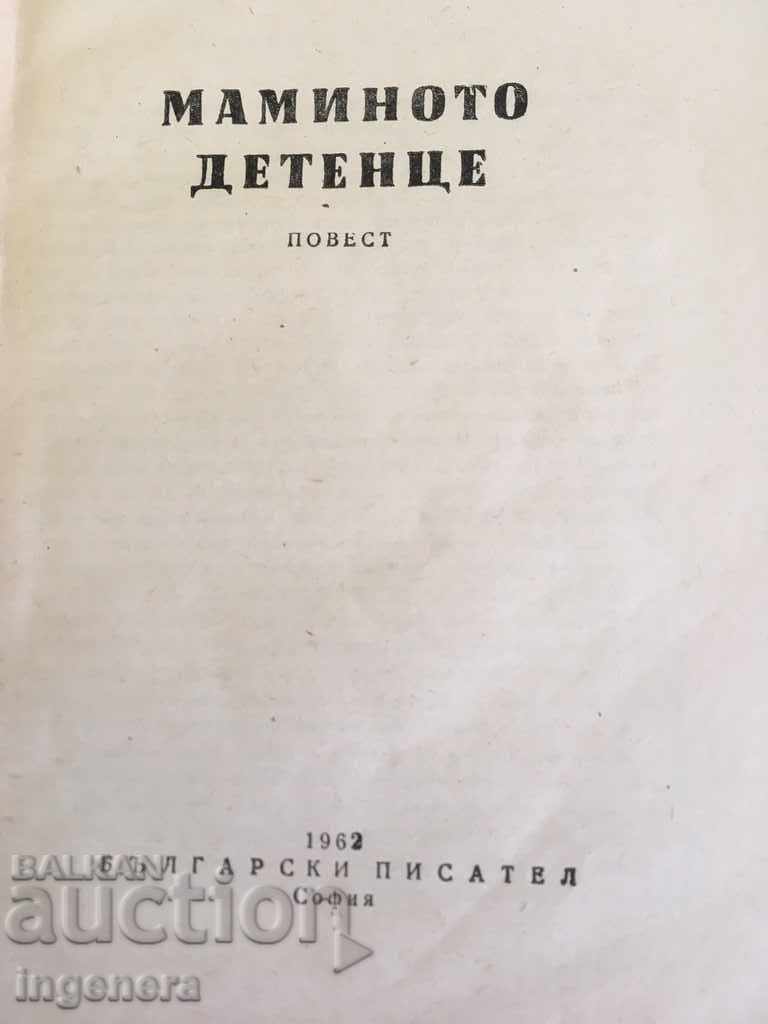 МАМИНОТО
ДЕТЕНЦЕ
ПОВЕСТ
1962
БЪЛГАРСКИ ПИСАТЕЛ
София
BALKAN
auction
ingenera